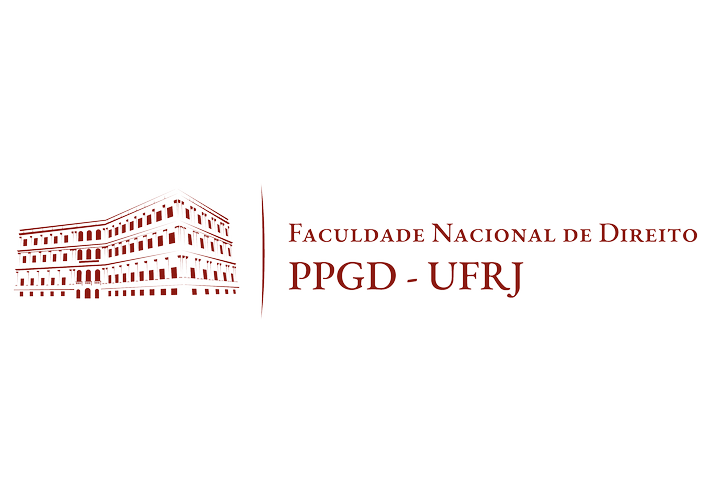 Faculdade Nacional de Direito
PPGD - UFRJ